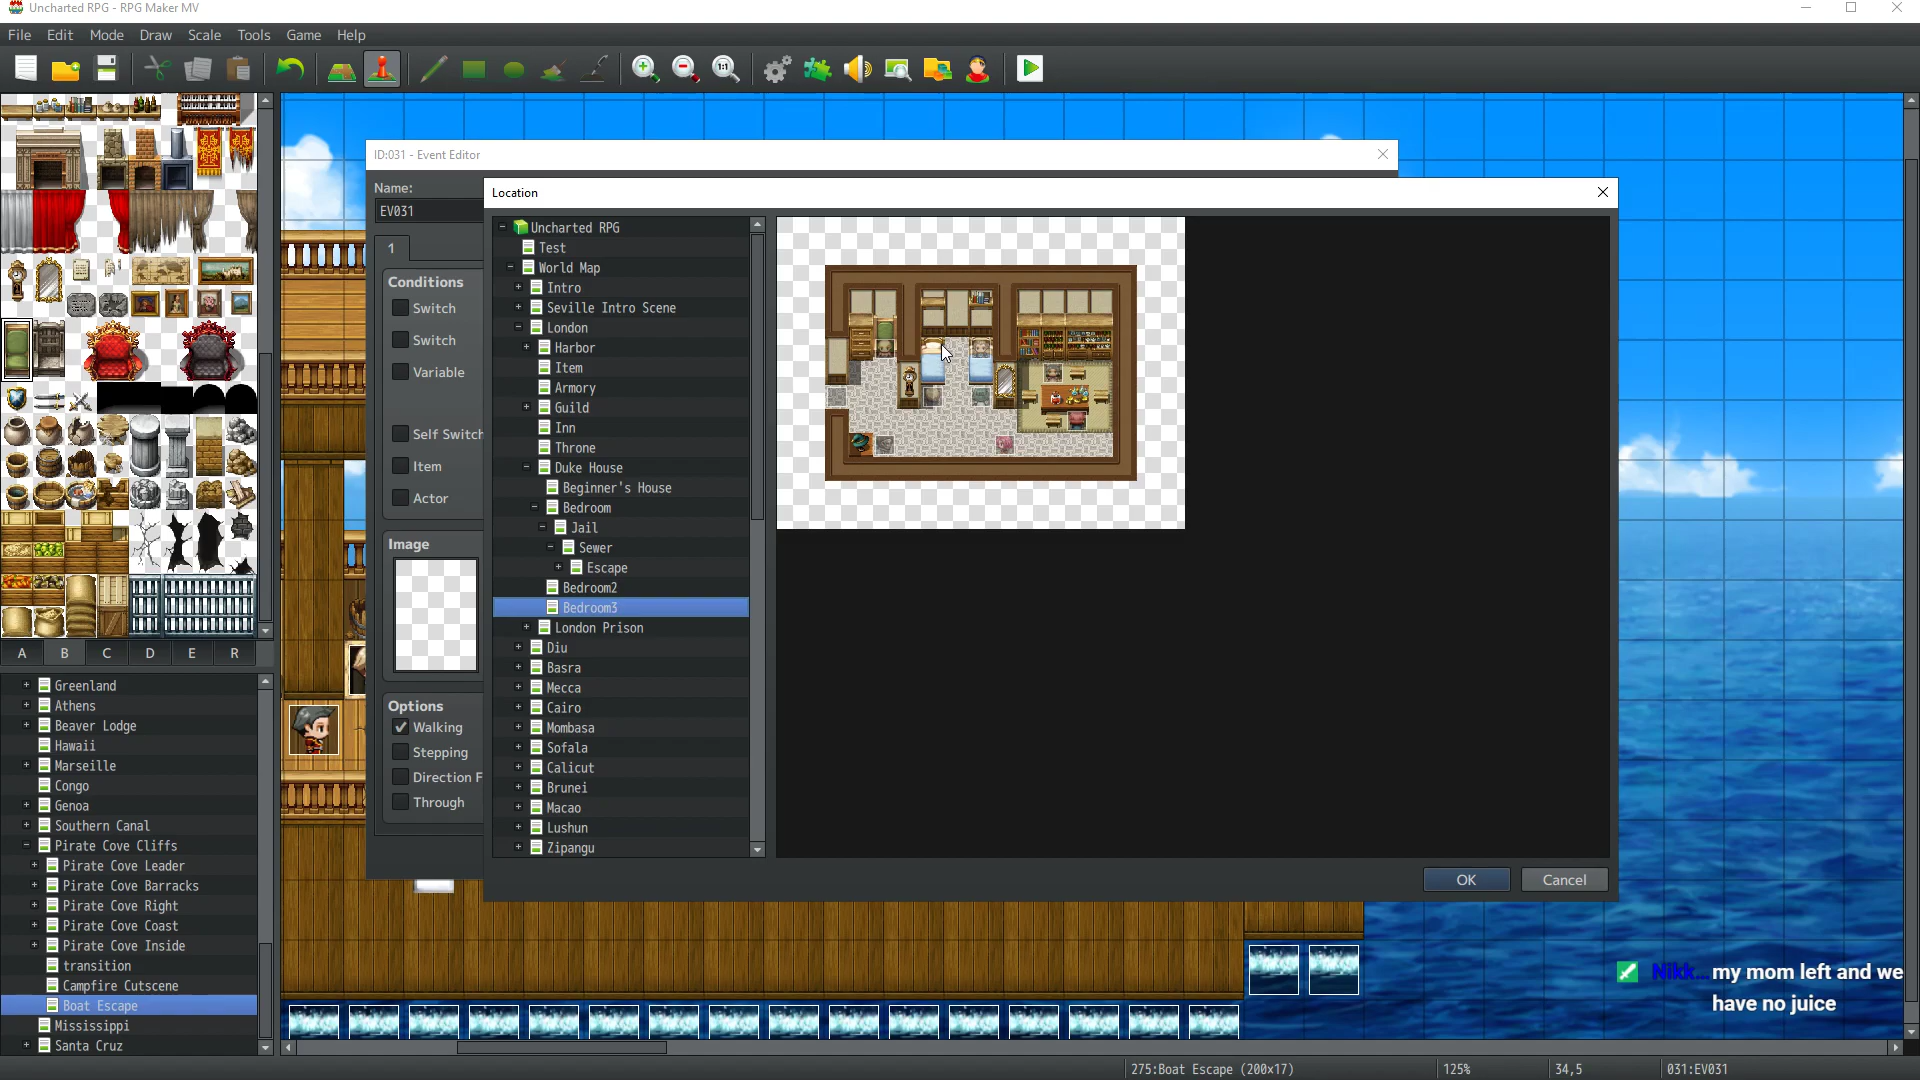 Uncharted RPG - RPG Maker MV
File Edit Mode Draw Scale Tools Game Help
1:1
ID:031 - Event Editor
Name:
EV031
1
Conditions
Switch
Switch
Variable
Self Switch
Item
Actor
Image
Options
Walking
Stepping
Direction F
Through
Location
Uncharted RPG
Test
World Map
Intro
Seville Intro Scene
London
Harbor
Item
Armory
Guild
Inn
Throne
Duke House
Beginner's House
Bedroom
Jail
Sewer
Escape
Bedroom2
Bedroom3
London Prison
Diu
Basra
Mecca
Cairo
Mombasa
Sofala
Calicut
Brunei
Macao
Lushun
Zipangu
OK Cancel
A B C D E R
Greenland
Athens
Beaver Lodge
Hawaii
Marseille
Congo
Genoa
Southern Canal
Pirate Cove Cliffs
Pirate Cove Leader
Pirate Cove Barracks
Pirate Cove Right
Pirate Cove Coast
Pirate Cove Inside
transition
Campfire Cutscene
Boat Escape
Mississippi
Santa Cruz
Nikk... my mom left and we
have no juice
275:Boat Escape (200x17) 125% 34,5 031:EV031